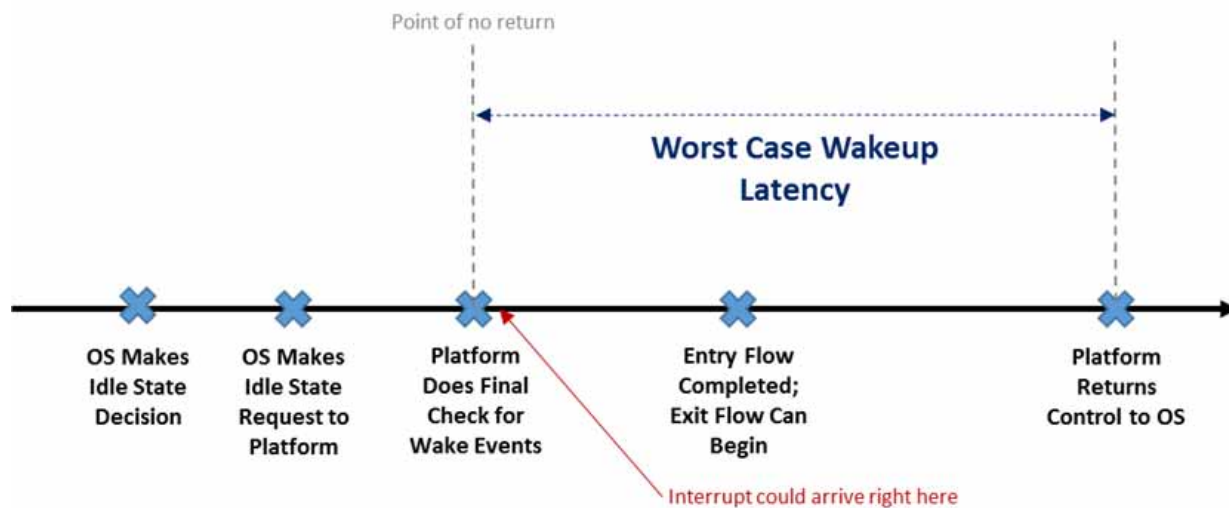 Point of no return
Worst Case Wakeup
Latency
OS Makes
Idle State
Decision
OS Makes
Idle State
Request to
Platform
Platform
Does Final
Check for
Wake Events
Entry Flow
Completed;
Exit Flow Can
Begin
Platform
Returns
Control to OS
Interrupt could arrive right here